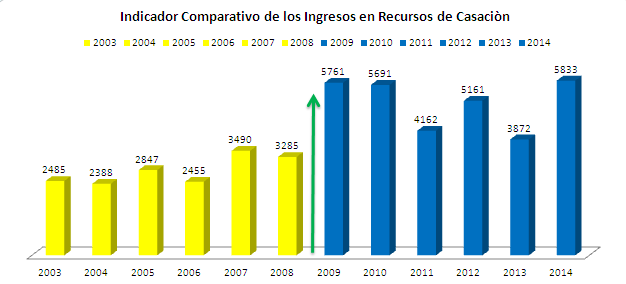 Indicador Comparativo de los Ingresos en Recursos de Casaciòn
2003 2004 2005 2006 2007 2008 2009 2010 2011 2012 2013 2014
2485 2388 2847 2455 3490 3285 5761 5691 4162 5161 3872 5833
2003 2004 2005 2006 2007 2008 2009 2010 2011 2012 2013 2014